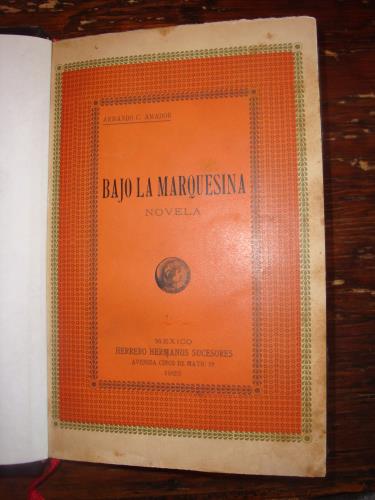 ARMANDO C. AMADOR
BAJO LA MARQUESINA
NOVELA
MEXICO
HERRERO HERMANOS SUCESORES
AVENIDA CINCO DE MAYO, 39